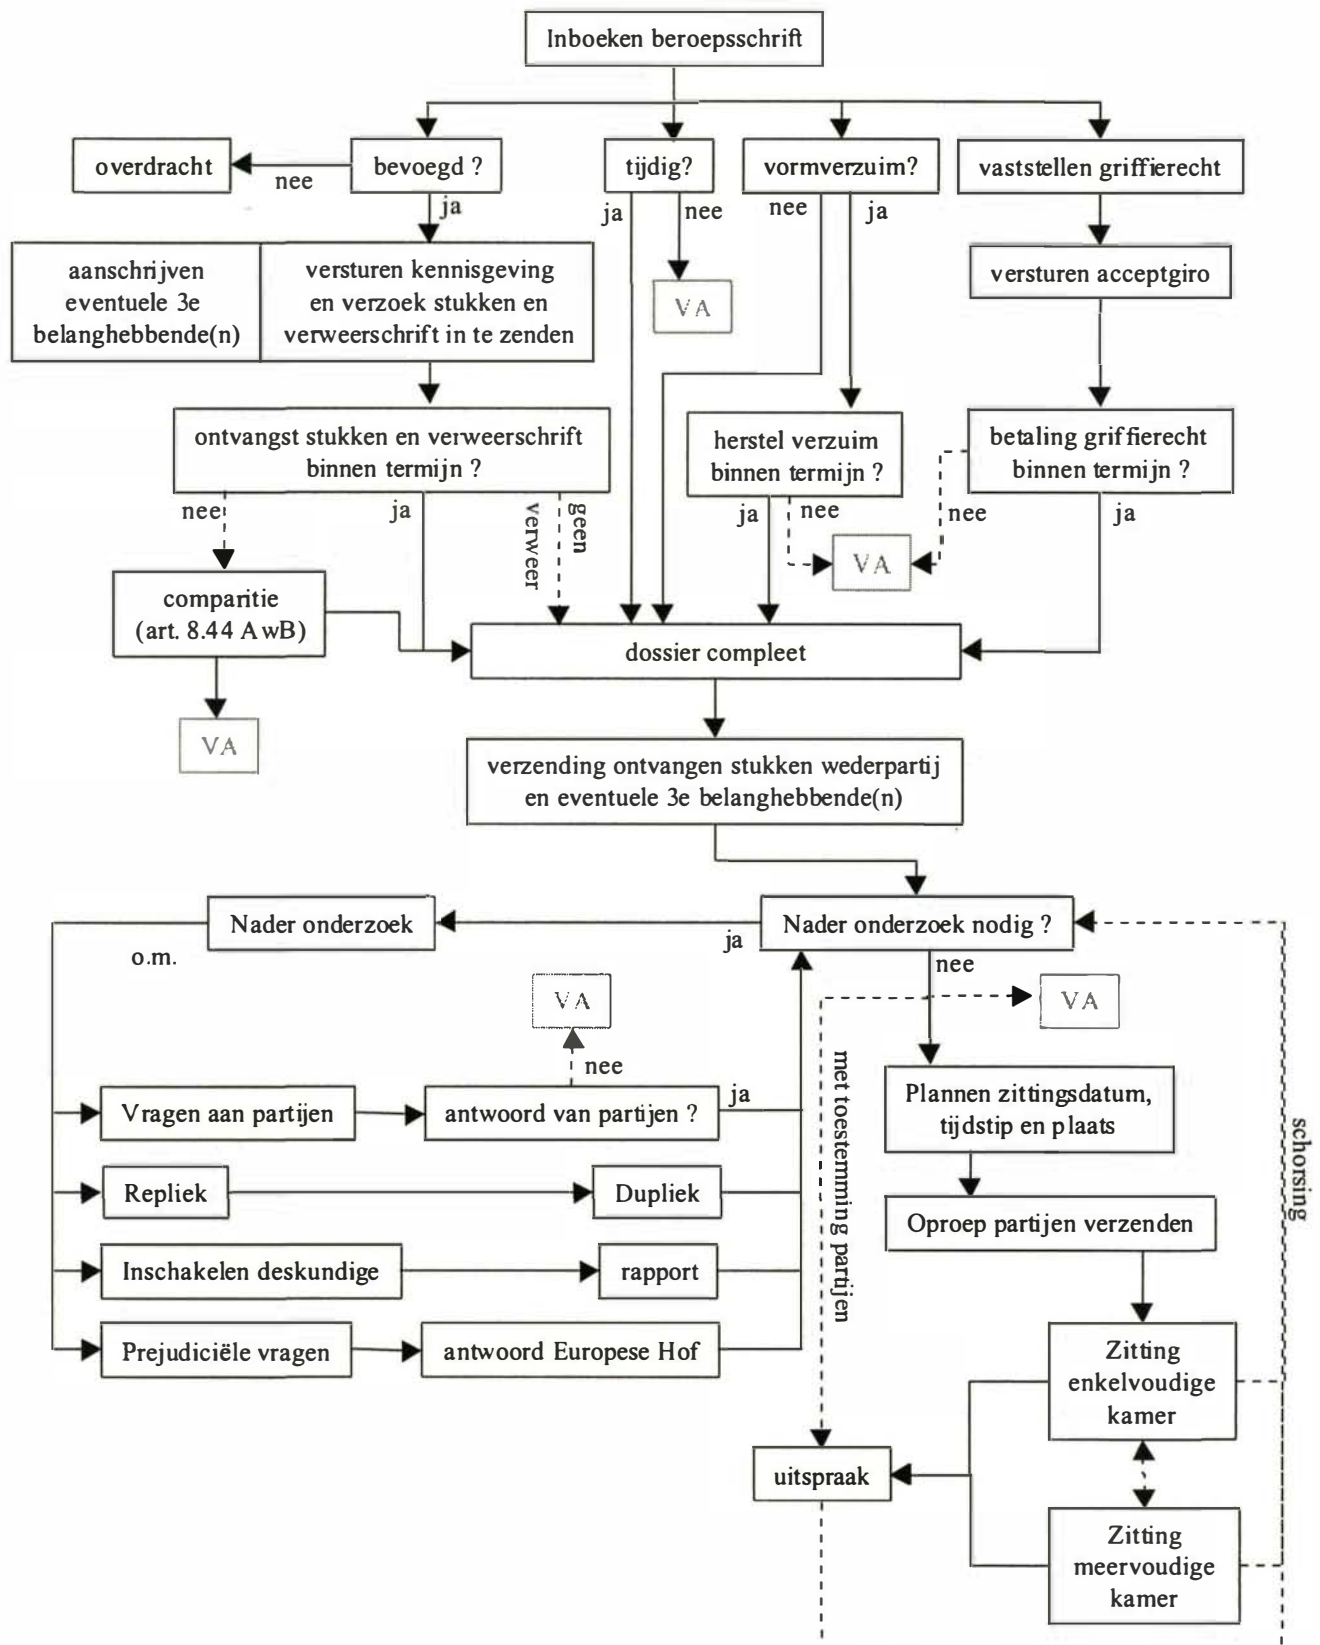 Inboeken beroepsschrift
overdracht
nee
bevoegd ?
ja
tijdig?
ja
nee
vormverzuim?
nee
ja
vaststellen griffierecht
aanschrijven
eventuele 3e
belanghebbende(n)
versturen kennisgeving
en verzoek stukken en
verweerschrift in te zenden
VA
versturen acceptgiro
ontvangst stukken en verweerschrift
binnen termijn ?
herstel verzuim
binnen termijn ?
betaling griffierecht
binnen termijn ?
nee
ja
geen
verweer
ja
nee
nee
ja
VA
comparitie
(art. 8.44 AwB)
dossier compleet
VA
verzending ontvangen stukken wederpartij
en eventuele 3e belanghebbende(n)
Nader onderzoek
ja
Nader onderzoek nodig ?
o.m.
nee
VA
VA
nee
Vragen aan partijen
antwoord van partijen ?
ja
met toestemming partijen
Plannen zittingsdatum,
tijdstip en plaats
schorsing
Repliek
Dupliek
Oproep partijen verzenden
Inschakelen deskundige
rapport
Prejudiciële vragen
antwoord Europese Hof
Zitting
enkelvoudige
kamer
uitspraak
Zitting
meervoudige
kamer